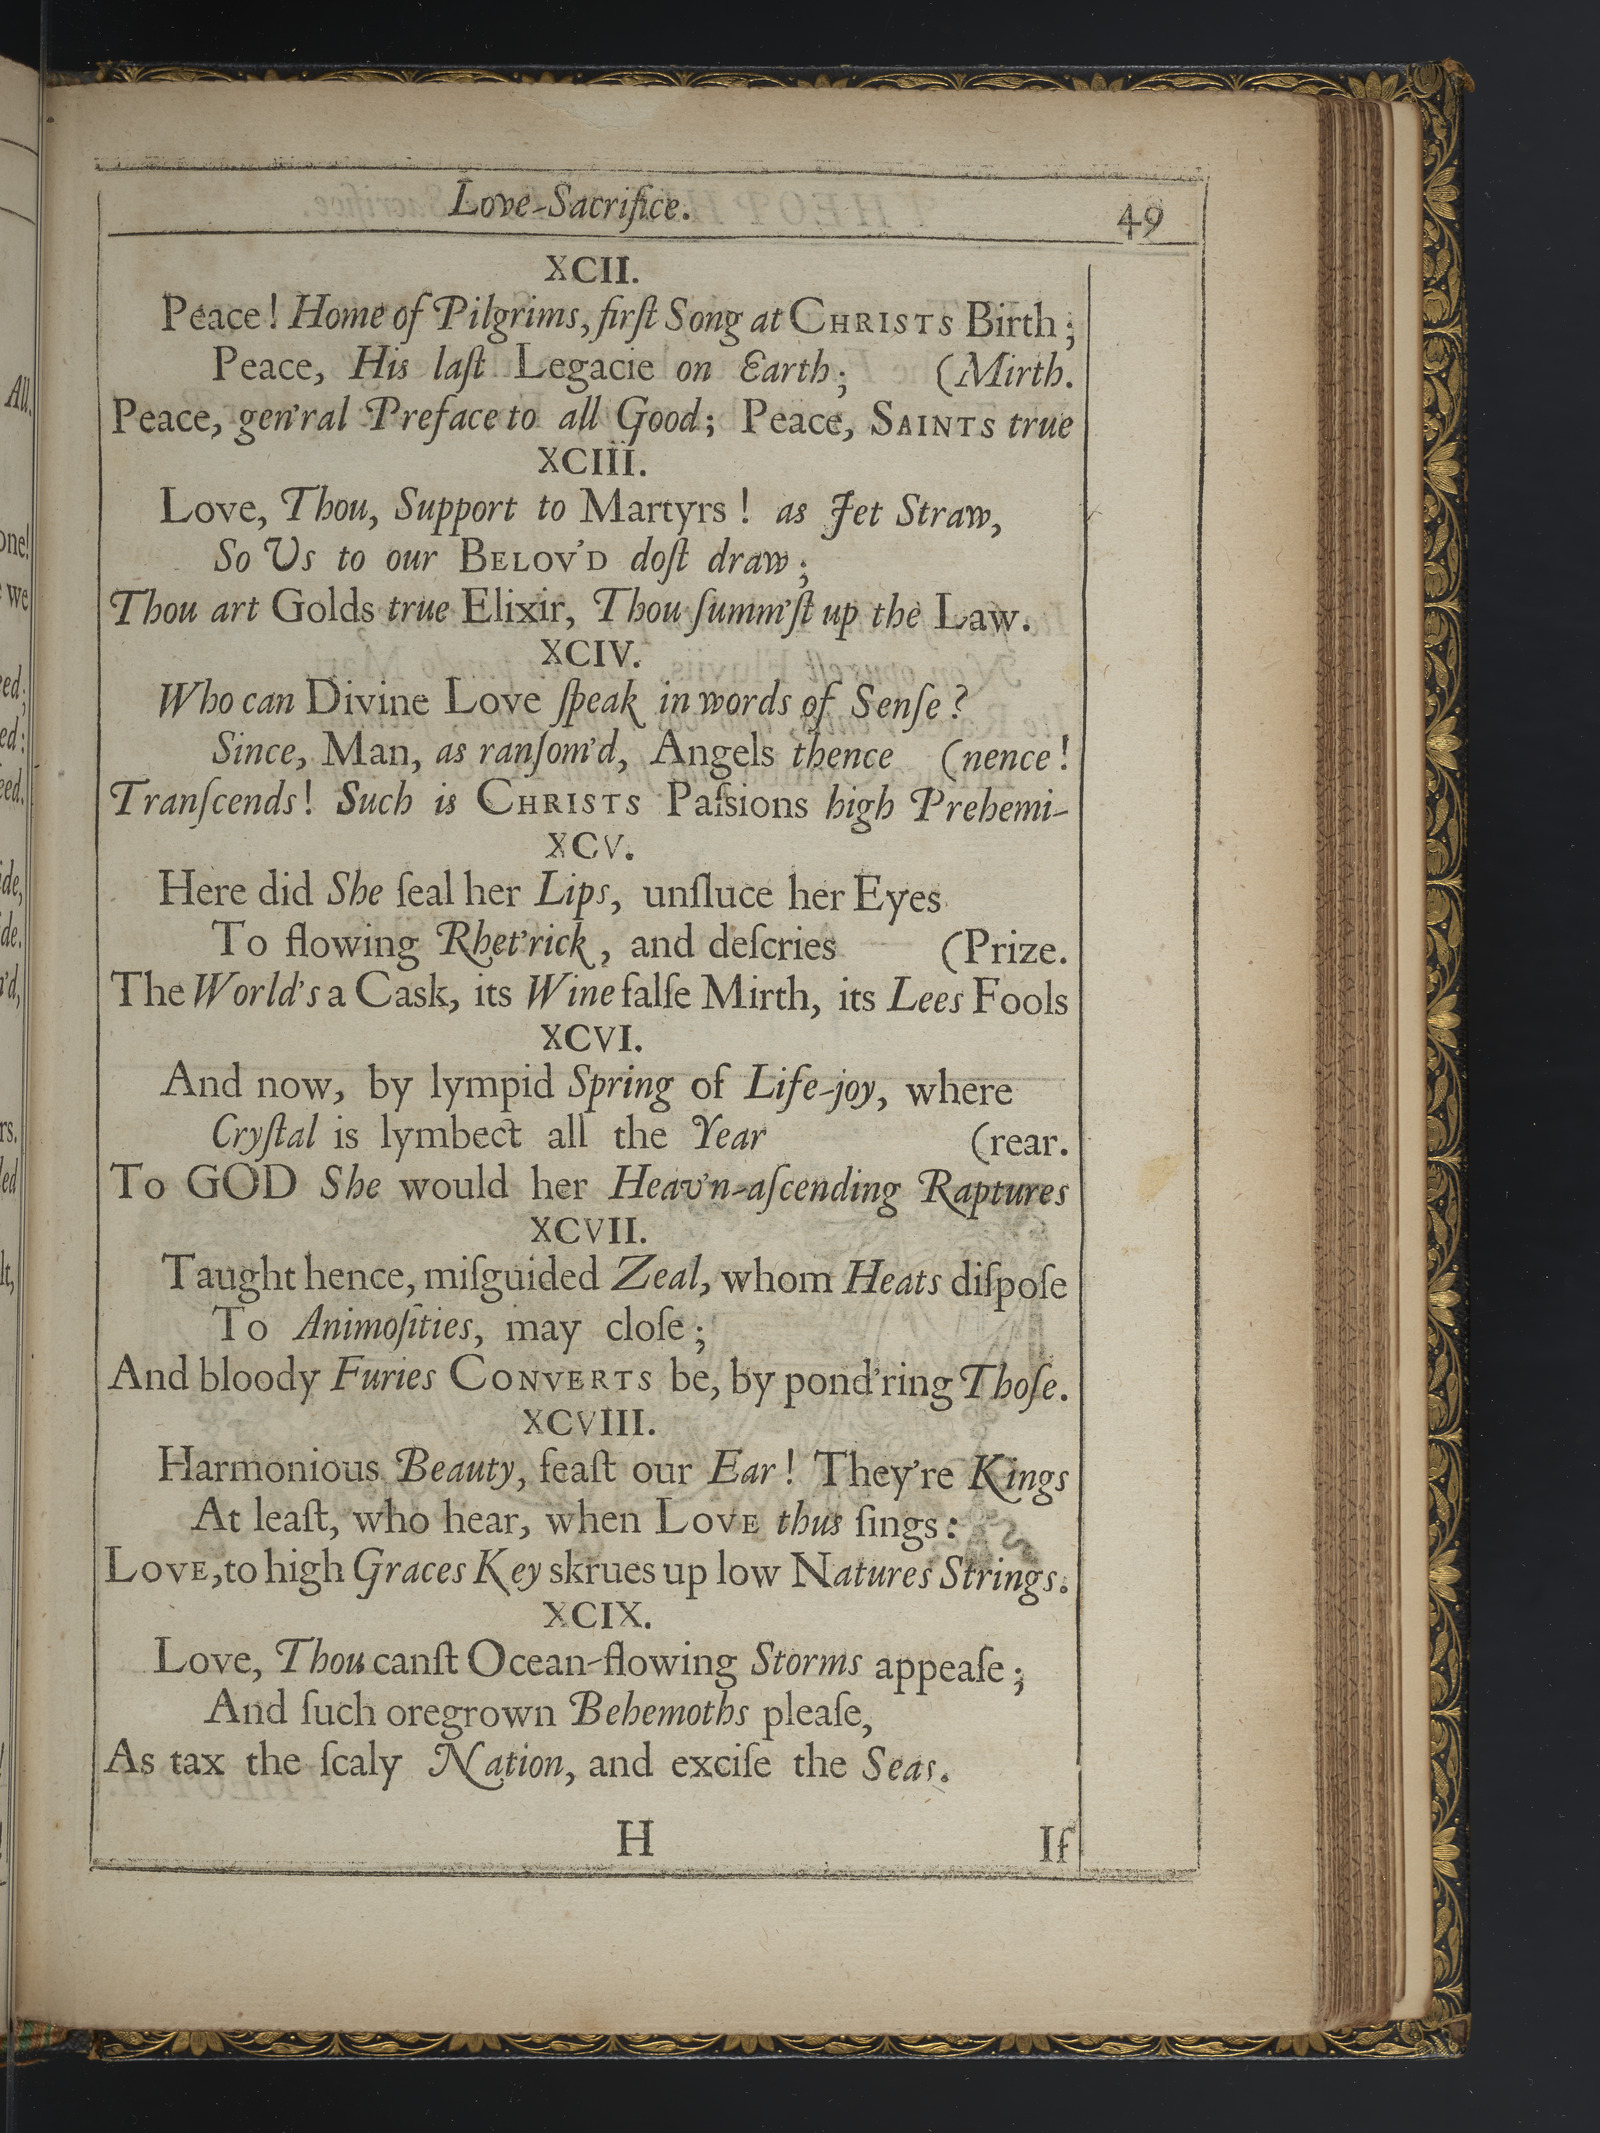 Love-Sacrifice. 49
XCII.
Peace! Home of Pilgrims, firſt Song at CHRISTS Birth;
Peace, His laſt Legacie on Earth; (Mirth.
Peace, gen'ral Preface to all Good; Peace, SAINTS true
XCIII.
Love, Thou, Support to Martyrs! as Jet Straw,
So Us to our BELOV'D doſt draw;
Thou art Golds true Elixir, Thou ſumm'ſt up the Law.
XCIV.
Who can Divine Love ſpeak in words of Senſe?
Since, Man, as ranſom'd, Angels thence (nence!
Tranſcends! Such is CHRISTS Paſsions high Prehemi-
XCV.
Here did She ſeal her Lips, unſluce her Eyes
To flowing Rhet'rick, and deſcries (Prize.
The World's a Cask, its Wine falſe Mirth, its Lees Fools
XCVI.
And now, by lympid Spring of Life-joy, where
Cryſtal is lymbect all the Year (rear.
To GOD She would her Heav'n-aſcending Raptures
XCVII.
Taught hence, miſguided Zeal, whom Heats diſpoſe
To Animoſities, may cloſe;
And bloody Furies CONVERTS be, by pond'ring Thoſe.
XCVIII.
Harmonious Beauty, feaſt our Ear! They're Kings
At leaſt, who hear, when LOVE thus ſings:
LOVE, to high Graces Key skrues up low Natures Strings.
XCIX.
Love, Thou canſt Ocean-flowing Storms appeaſe;
And ſuch oregrown Behemoths pleaſe,
As tax the ſcaly Nation, and exciſe the Seas.
H If